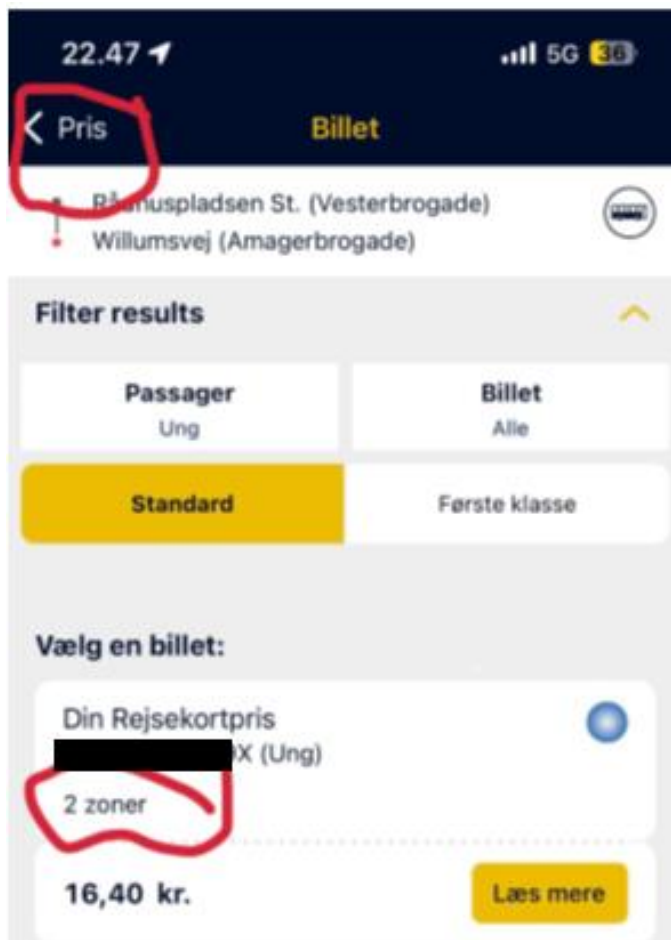 22.47
5G 36
Pris
Billet
Rådhuspladsen St. (Vesterbrogade)
Willumsvej (Amagerbrogade)
Filter results
Passager
Billet
Ung
Alle
Standard
Første klasse
Vælg en billet:
Din Rejsekortpris
X (Ung)
2 zoner
16,40 kr.
Læs mere